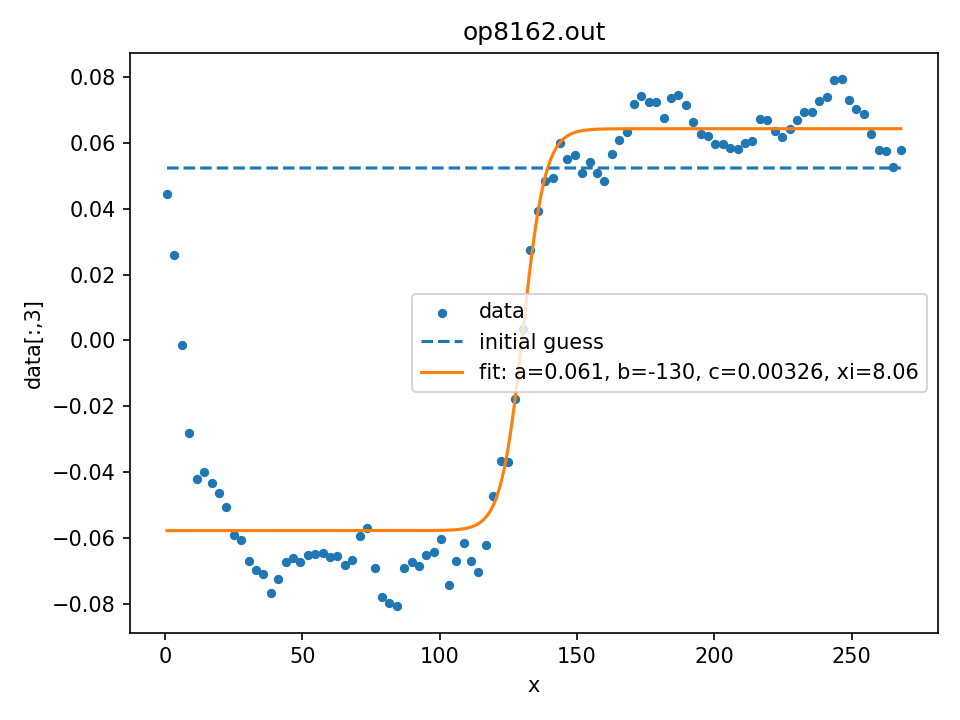 op8162.out
0.08
0.06
0.04
0.02
0.00
−0.02
−0.04
−0.06
−0.08
data[:,3]
data
initial guess
fit: a=0.061, b=-130, c=0.00326, xi=8.06
0 50 100 150 200 250
x